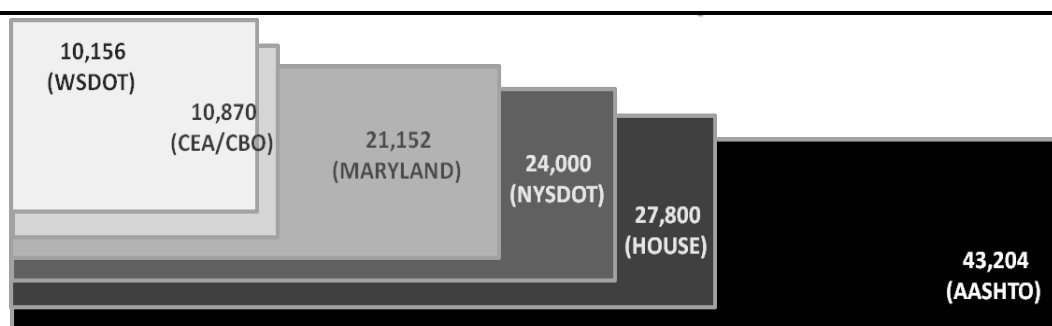 10,156
(WSDOT)
10,870
(CEA/CBO)
21,152
(MARYLAND)
24,000
(NYSDOT)
27,800
(HOUSE)
43,204
(AASHTO)